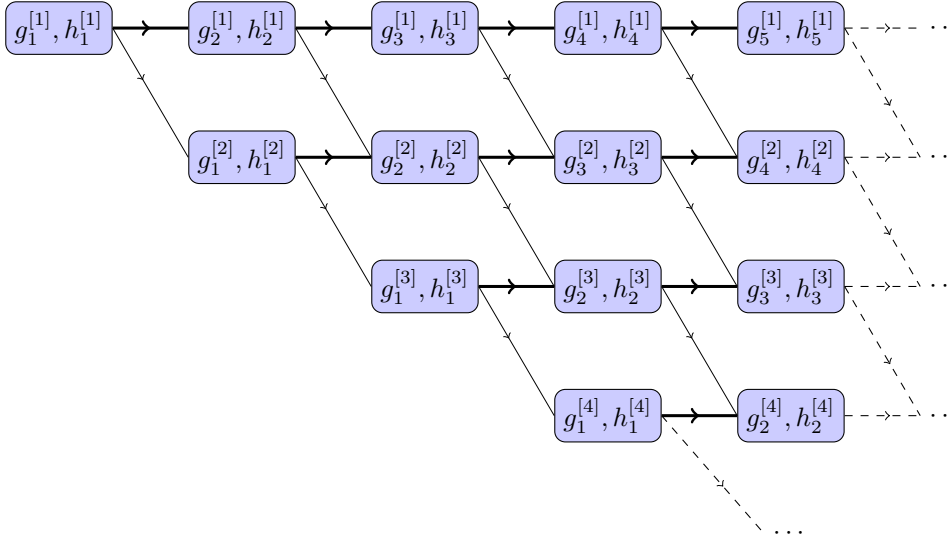 g_1^{[1]}, h_1^{[1]} g_2^{[1]}, h_2^{[1]} g_3^{[1]}, h_3^{[1]} g_4^{[1]}, h_4^{[1]} g_5^{[1]}, h_5^{[1]} ··
g_1^{[2]}, h_1^{[2]} g_2^{[2]}, h_2^{[2]} g_3^{[2]}, h_3^{[2]} g_4^{[2]}, h_4^{[2]} ··
g_1^{[3]}, h_1^{[3]} g_2^{[3]}, h_2^{[3]} g_3^{[3]}, h_3^{[3]} ··
g_1^{[4]}, h_1^{[4]} g_2^{[4]}, h_2^{[4]} ··
···